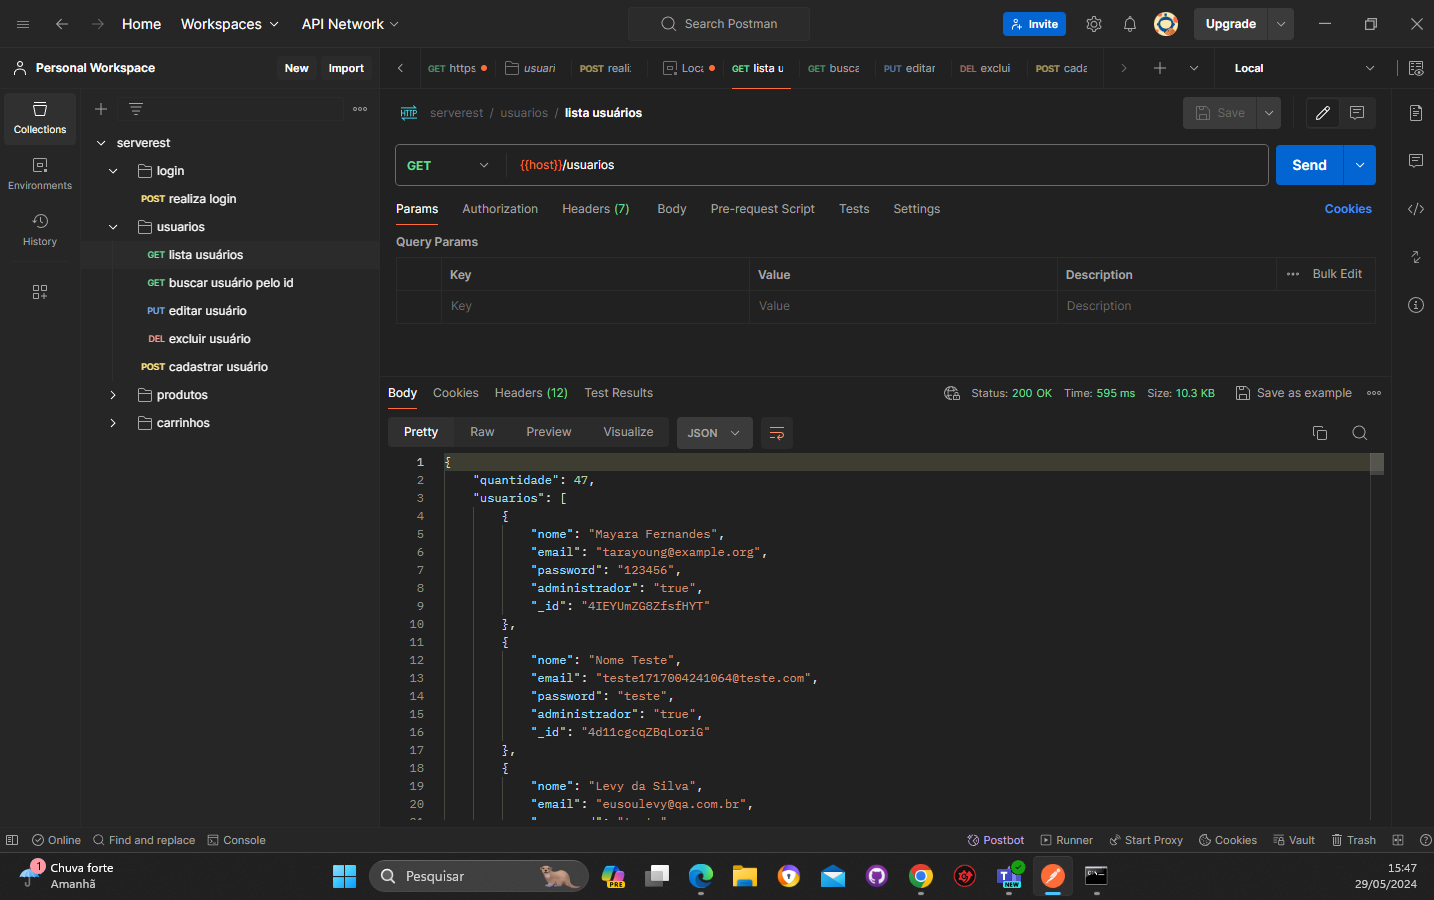 Home Workspaces API Network Search Postman Invite Upgrade
Personal Workspace New Import
GET https usuari POST reali: Loca GET lista u GET busca PUT editar DEL exclui POST cada Local
Collections
Environments
History
serverest
login
POST realiza login
usuarios
GET lista usuários
GET buscar usuário pelo id
PUT editar usuário
DEL excluir usuário
POST cadastrar usuário
produtos
carrinhos
HTTP serverest / usuarios / lista usuários Save
GET {{host}}/usuarios Send
Params Authorization Headers (7) Body Pre-request Script Tests Settings Cookies
Query Params
Key Value Description Bulk Edit
Key Value Description
Body Cookies Headers (12) Test Results Status: 200 OK Time: 595 ms Size: 10.3 KB Save as example
Pretty Raw Preview Visualize JSON
1 {
2 "quantidade": 47,
3 "usuarios": [
4 {
5 "nome": "Mayara Fernandes",
6 "email": "tarayoung@example.org",
7 "password": "123456",
8 "administrador": "true",
9 "_id": "4IEYUmZG8ZfsfHYT"
10 },
11 {
12 "nome": "Nome Teste",
13 "email": "teste1717004241064@teste.com",
14 "password": "teste",
15 "administrador": "true",
16 "_id": "4d11cgcqZBqLoriG"
17 },
18 {
19 "nome": "Levy da Silva",
20 "email": "eusoulevy@qa.com.br",
Online Find and replace Console Postbot Runner Start Proxy Cookies Vault Trash
1 Chuva forte
Amanhã
Pesquisar
PRE
NEW
15:47
29/05/2024